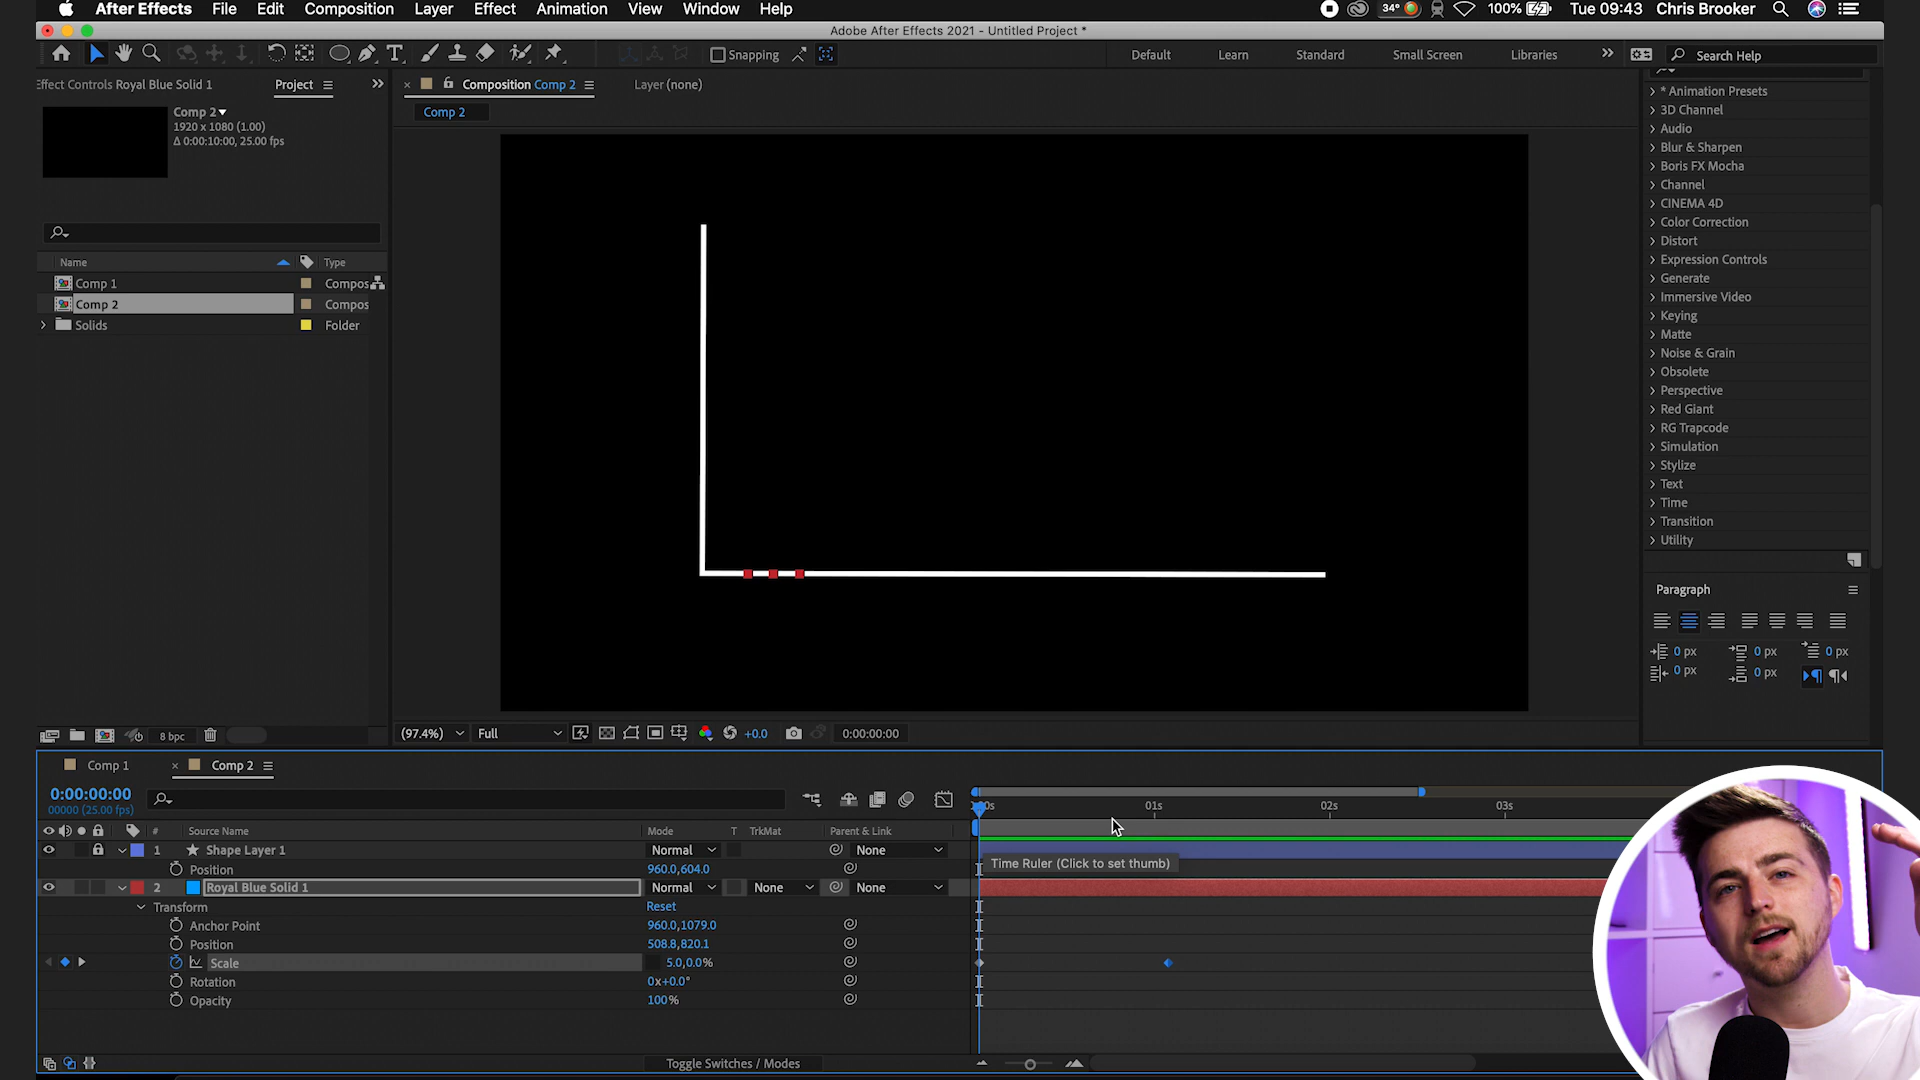 After Effects File Edit Composition Layer Effect Animation View Window Help 34° 100% Tue 09:43 Chris Brooker
Adobe After Effects 2021 - Untitled Project *
Snapping Default Learn Standard Small Screen Libraries Search Help
Effect Controls Royal Blue Solid 1 Project Composition Comp 2 Layer (none)
Comp 2
1920 x 1080 (1.00)
Δ 0:00:10:00, 25.00 fps
Comp 2
Name Type
Comp 1 Compos
Comp 2 Compos
Solids Folder
8 bpc
(97.4%) Full +0.0 0:00:00:00
* Animation Presets
3D Channel
Audio
Blur & Sharpen
Boris FX Mocha
Channel
CINEMA 4D
Color Correction
Distort
Expression Controls
Generate
Immersive Video
Keying
Matte
Noise & Grain
Obsolete
Perspective
Red Giant
RG Trapcode
Simulation
Stylize
Text
Time
Transition
Utility
Paragraph
0 px 0 px 0 px
0 px 0 px
Comp 1 Comp 2
0:00:00:00
00000 (25.00 fps)
00s 01s 02s 03s
# Source Name Mode T TrkMat Parent & Link
1 Shape Layer 1 Normal None
Position 960.0,604.0
Time Ruler (Click to set thumb)
2 Royal Blue Solid 1 Normal None None
Transform Reset
Anchor Point 960.0,1079.0
Position 508.8,820.1
Scale 5.0,0.0%
Rotation 0x+0.0°
Opacity 100%
Toggle Switches / Modes